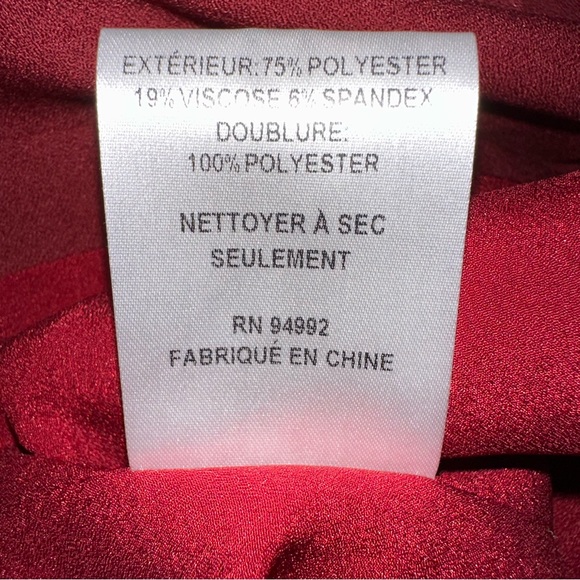 EXTÉRIEUR: 75% POLYESTER
19% VISCOSE 6% SPANDEX
DOUBLURE:
100% POLYESTER
NETTOYER À SEC
SEULEMENT
RN 94992
FABRIQUÉ EN CHINE